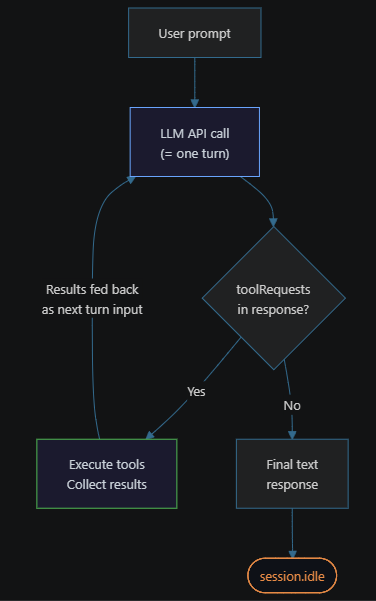 User prompt
LLM API call
(= one turn)
toolRequests
in response?
Results fed back
as next turn input
Yes
No
Execute tools
Collect results
Final text
response
session.idle